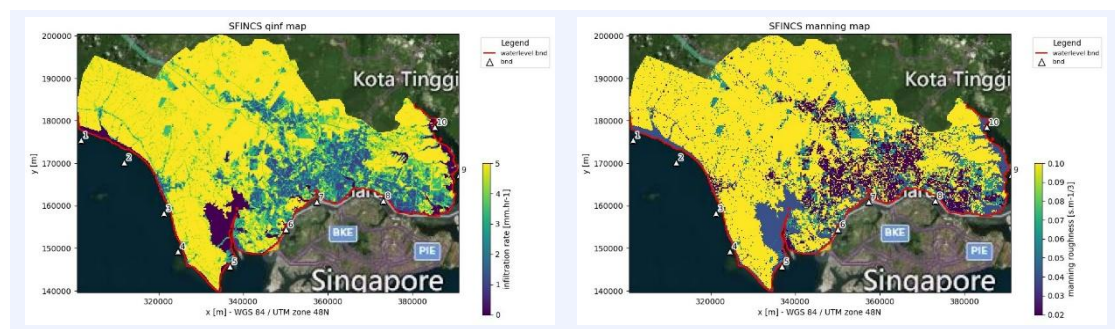 SFINCS qinf map
200000
190000
180000
170000
160000
150000
140000
y [m]
320000
340000
360000
380000
x [m] - WGS 84 / UTM zone 48N
Legend
waterlevel bnd
bnd
Kota Tinggi
1
2
3
4
5
6
7
8
9
10
BKE
PIE
Singapore
5
4
3
2
1
0
infiltration rate [mm.hr-1]
SFINCS manning map
200000
190000
180000
170000
160000
150000
140000
y [m]
320000
340000
360000
380000
x [m] - WGS 84 / UTM zone 48N
Legend
waterlevel bnd
bnd
Kota Tinggi
1
2
3
4
5
6
7
8
9
10
BKE
PIE
Singapore
0.10
0.09
0.08
0.07
0.06
0.05
0.04
0.03
0.02
manning roughness [s.m-1/3]